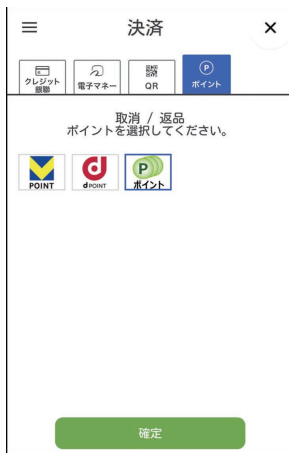 決済
クレジット
銀聯
電子マネー
QR
P
ポイント
取消 / 返品
ポイントを選択してください。
POINT
d POINT
P
ポイント
確定